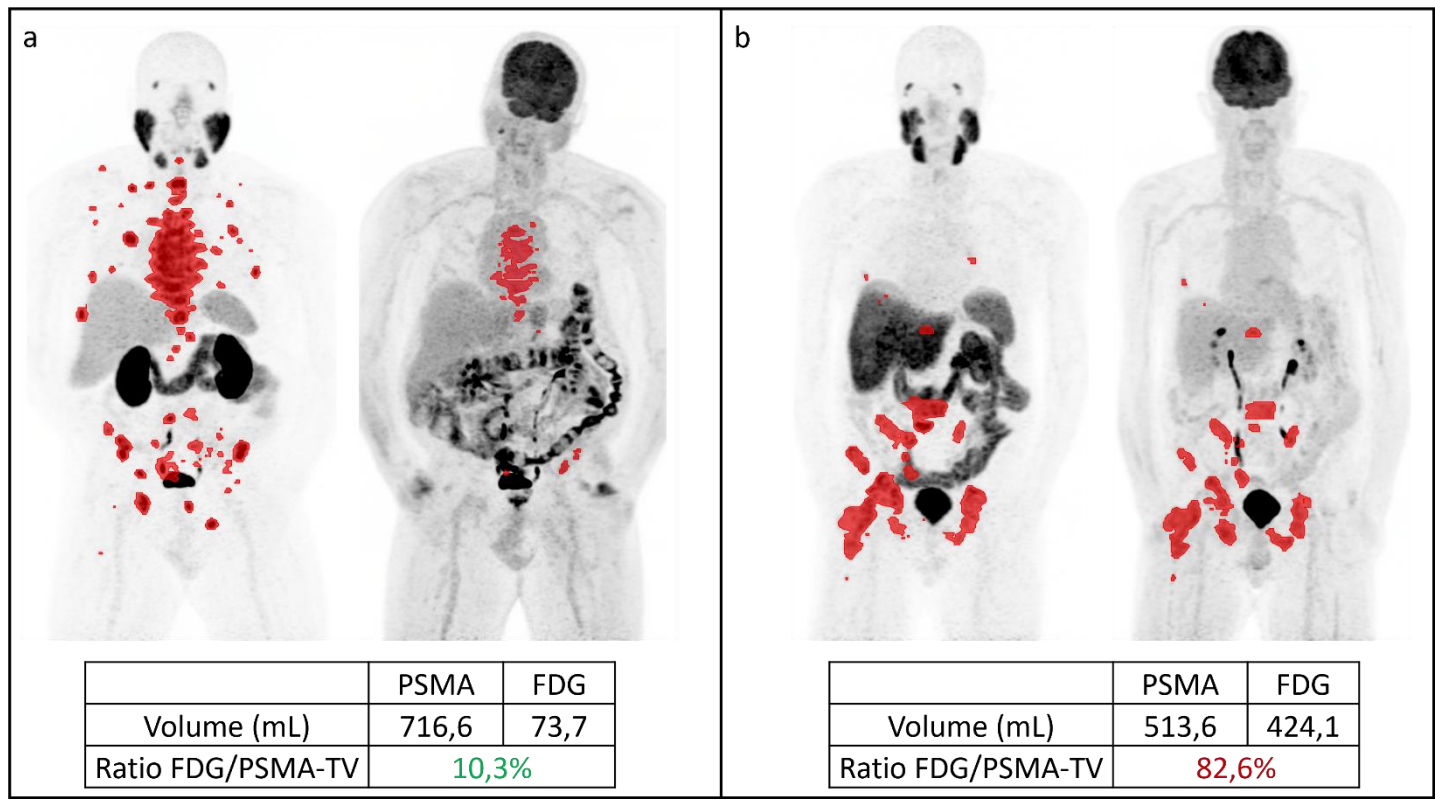 a
b
PSMA FDG
Volume (mL) 716,6 73,7
Ratio FDG/PSMA-TV 10,3%
PSMA FDG
Volume (mL) 513,6 424,1
Ratio FDG/PSMA-TV 82,6%